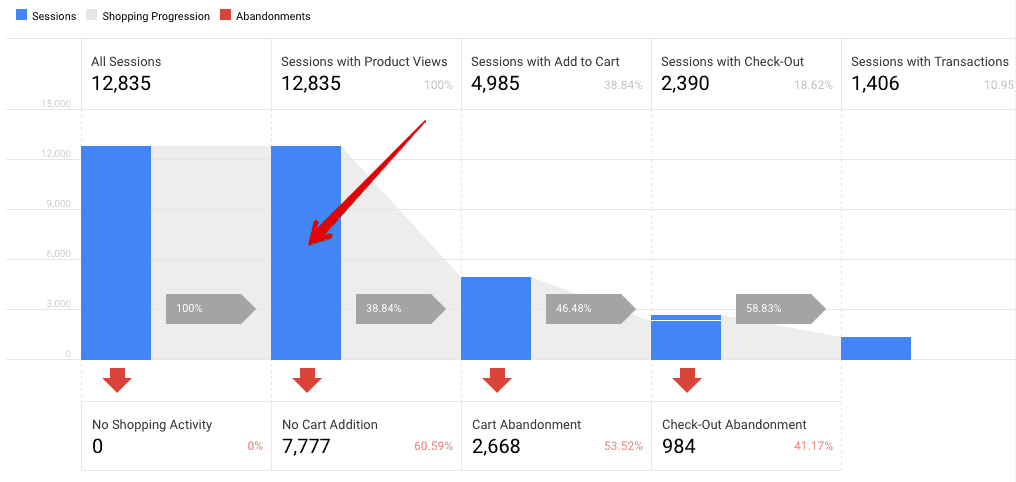 Sessions Shopping Progression Abandonments
All Sessions
12,835
Sessions with Product Views
12,835 100%
Sessions with Add to Cart
4,985 38.84%
Sessions with Check-Out
2,390 18.62%
Sessions with Transactions
1,406 10.95
15,000
12,000
9,000
6,000
3,000
0
100%
38.84%
46.48%
58.83%
No Shopping Activity
0 0%
No Cart Addition
7,777 60.59%
Cart Abandonment
2,668 53.52%
Check-Out Abandonment
984 41.17%